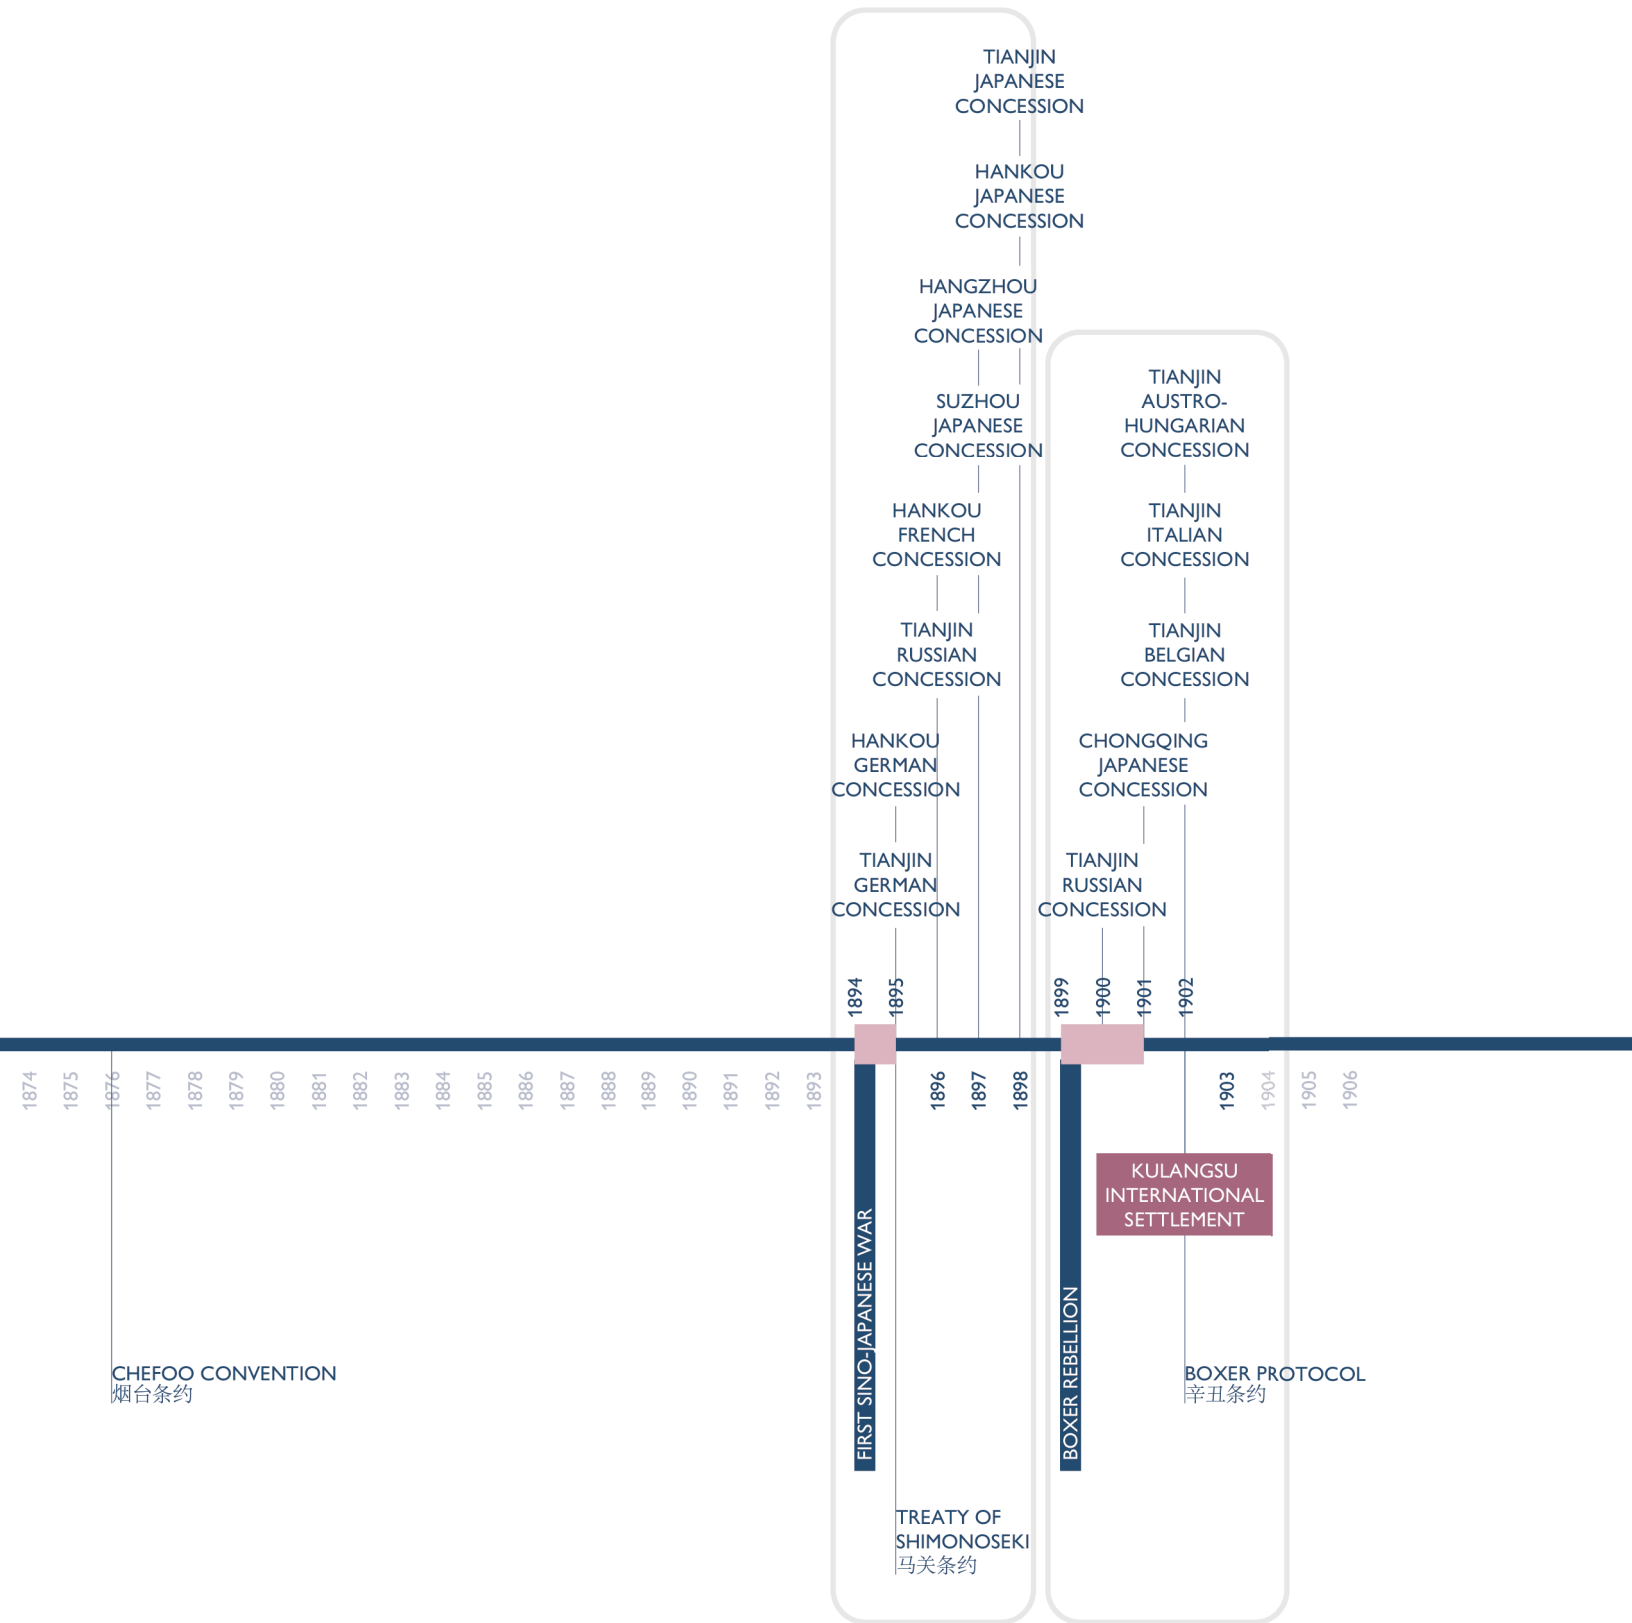 TIANJIN
JAPANESE
CONCESSION
HANKOU
JAPANESE
CONCESSION
HANGZHOU
JAPANESE
CONCESSION
SUZHOU
JAPANESE
CONCESSION
HANKOU
FRENCH
CONCESSION
TIANJIN
RUSSIAN
CONCESSION
HANKOU
GERMAN
CONCESSION
TIANJIN
GERMAN
CONCESSION
TIANJIN
AUSTRO-
HUNGARIAN
CONCESSION
TIANJIN
ITALIAN
CONCESSION
TIANJIN
BELGIAN
CONCESSION
CHONGQING
JAPANESE
CONCESSION
TIANJIN
RUSSIAN
CONCESSION
1894
1895
1899
1900
1901
1902
1874
1875
1876
1877
1878
1879
1880
1881
1882
1883
1884
1885
1886
1887
1888
1889
1890
1891
1892
1893
1896
1897
1898
1903
1904
1905
1906
KULANGSU
INTERNATIONAL
SETTLEMENT
FIRST SINO-JAPANESE WAR
BOXER REBELLION
CHEFOO CONVENTION
烟台条约
BOXER PROTOCOL
辛丑条约
TREATY OF
SHIMONOSEKI
马关条约